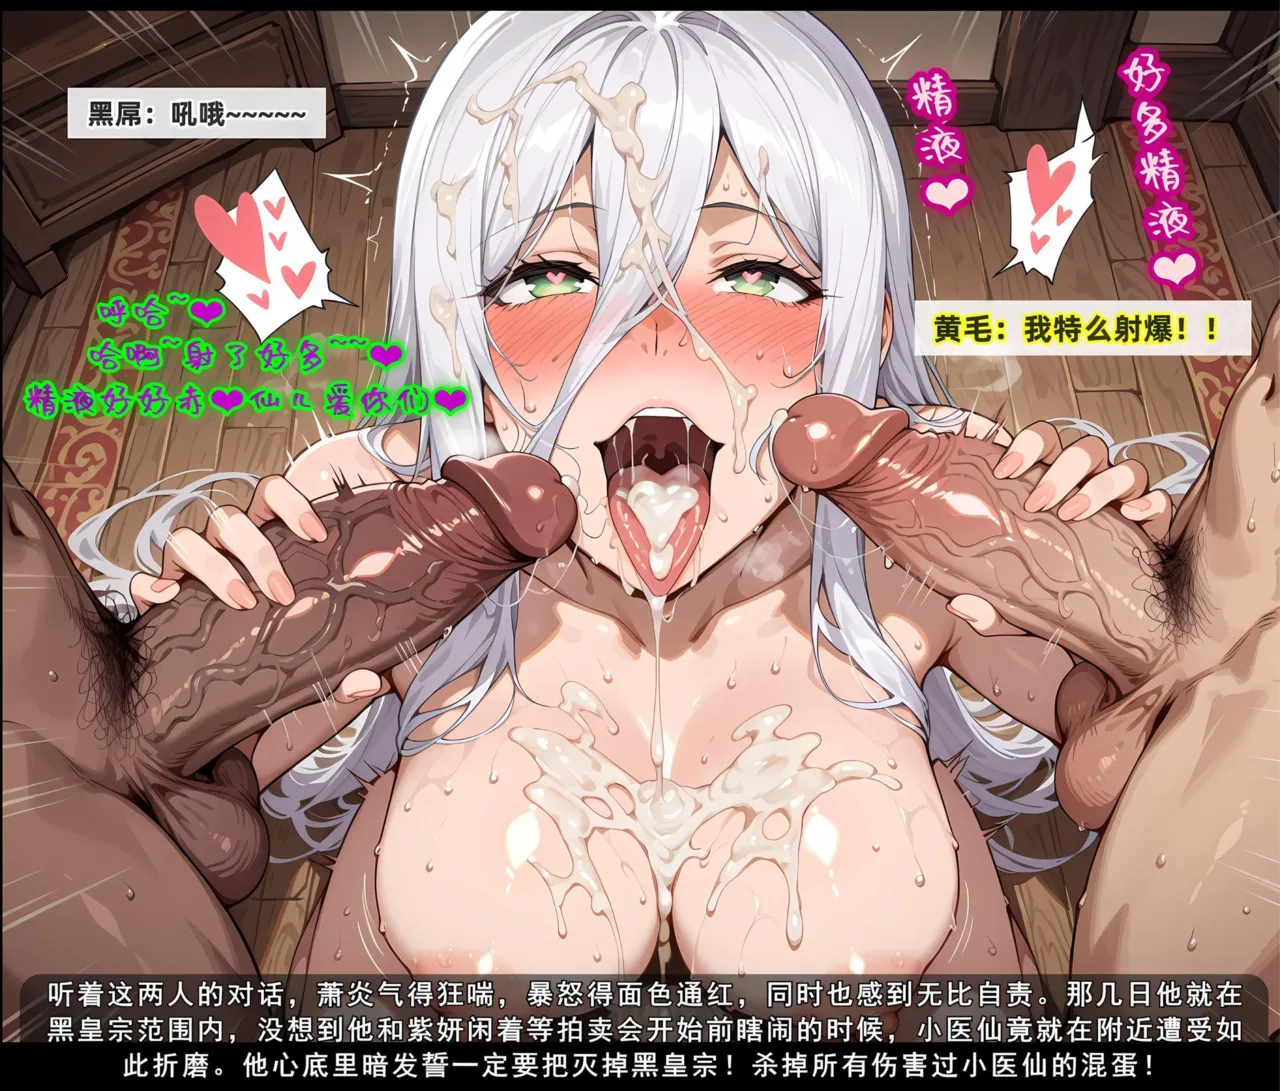 黑屌：吼哦~~~~~
精液❤
好多精液❤
呼哈~❤
哈啊~射了好多~~❤
精液好好赤❤仙儿爱你们❤
黄毛：我特么射爆！！
听着这两人的对话，萧炎气得狂喘，暴怒得面色通红，同时也感到无比自责。那几日他就在
黑皇宗范围内，没想到他和紫妍闲着等拍卖会开始前瞎闹的时候，小医仙竟就在附近遭受如
此折磨。他心底里暗发誓一定要把灭掉黑皇宗！杀掉所有伤害过小医仙的混蛋！